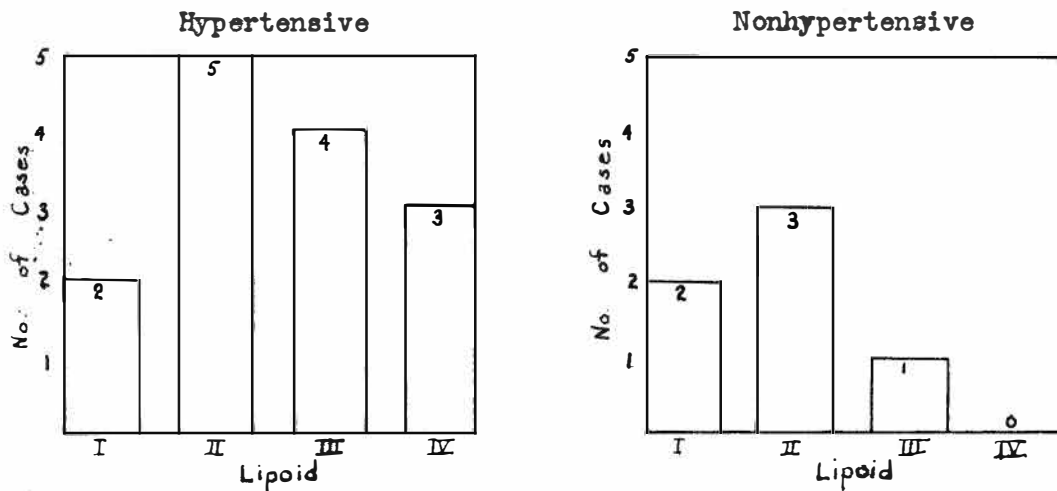 Hypertensive
5
4
3
2
1
No. of Cases
2
5
4
3
I II III IV
Lipoid
Nonhypertensive
5
4
3
2
1
No. of Cases
2
3
1
0
I II III IV
Lipoid